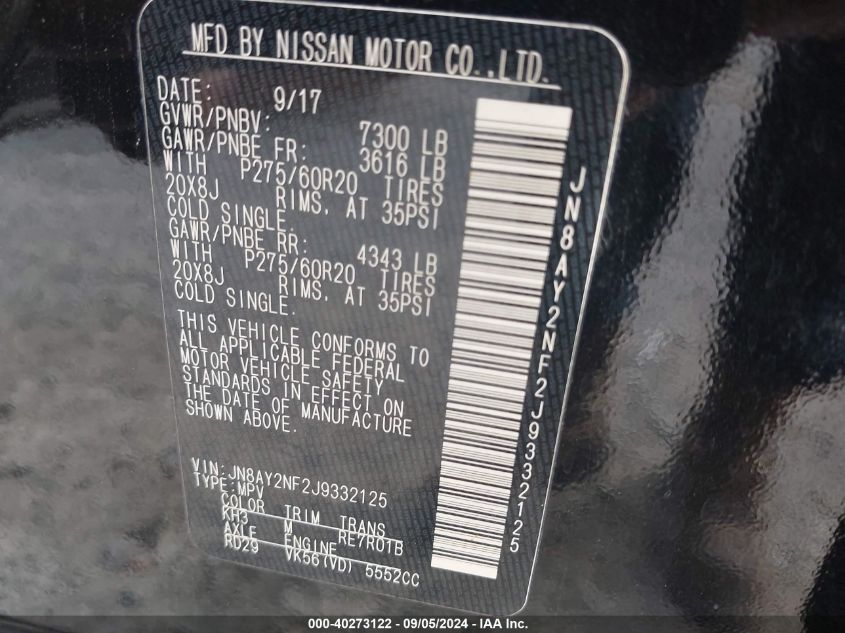 MFD BY NISSAN MOTOR CO.,LTD.
DATE: 9/17
GVWR/PNBV: 7300 LB
GAWR/PNBE FR: 3616 LB
WITH P275/60R20 TIRES
20X8J RIMS, AT 35PSI
COLD SINGLE.
GAWR/PNBE RR: 4343 LB
WITH P275/60R20 TIRES
20X8J RIMS, AT 35PSI
COLD SINGLE.
THIS VEHICLE CONFORMS TO
ALL APPLICABLE FEDERAL
MOTOR VEHICLE SAFETY
STANDARDS IN EFFECT ON
THE DATE OF MANUFACTURE
SHOWN ABOVE.
VIN:JN8AY2NF2J9332125
TYPE:MPV
COLOR TRIM TRANS
KH3 M RE7R01B
AXLE ENGINE
RD29 VK56(VD) 5552CC
JN8AY2NF2J9332125
000-40273122 - 09/05/2024 - IAA Inc.